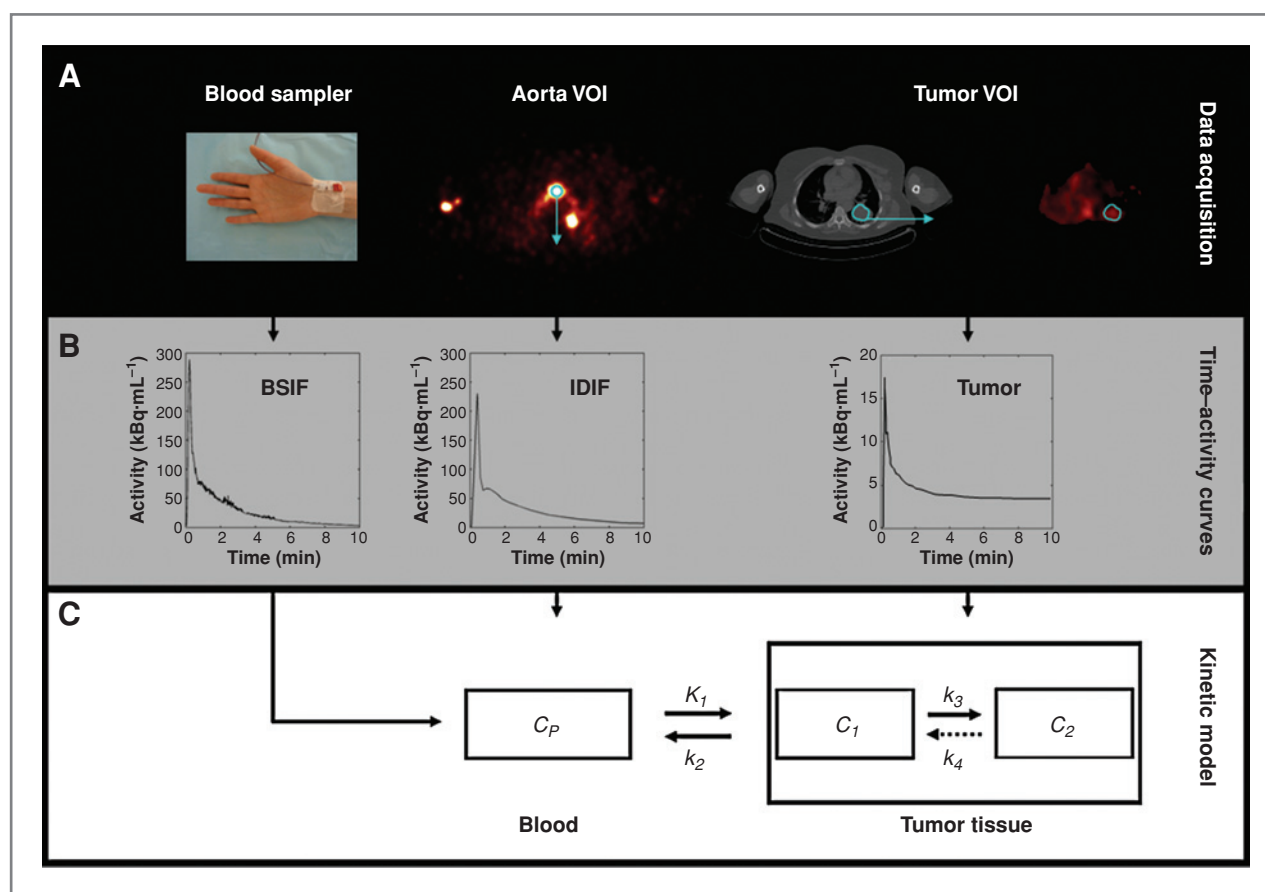 A
Blood sampler
Aorta VOI
Tumor VOI
Data acquisition
B
Activity (kBq·mL⁻¹)
300
250
200
150
100
50
0
BSIF
0 2 4 6 8 10
Time (min)
Activity (kBq·mL⁻¹)
300
250
200
150
100
50
0
IDIF
0 2 4 6 8 10
Time (min)
Activity (kBq·mL⁻¹)
20
15
10
5
0
Tumor
0 2 4 6 8 10
Time (min)
Time–activity curves
C
C_P
K_1
k_2
C_1
k_3
k_4
C_2
Blood
Tumor tissue
Kinetic model